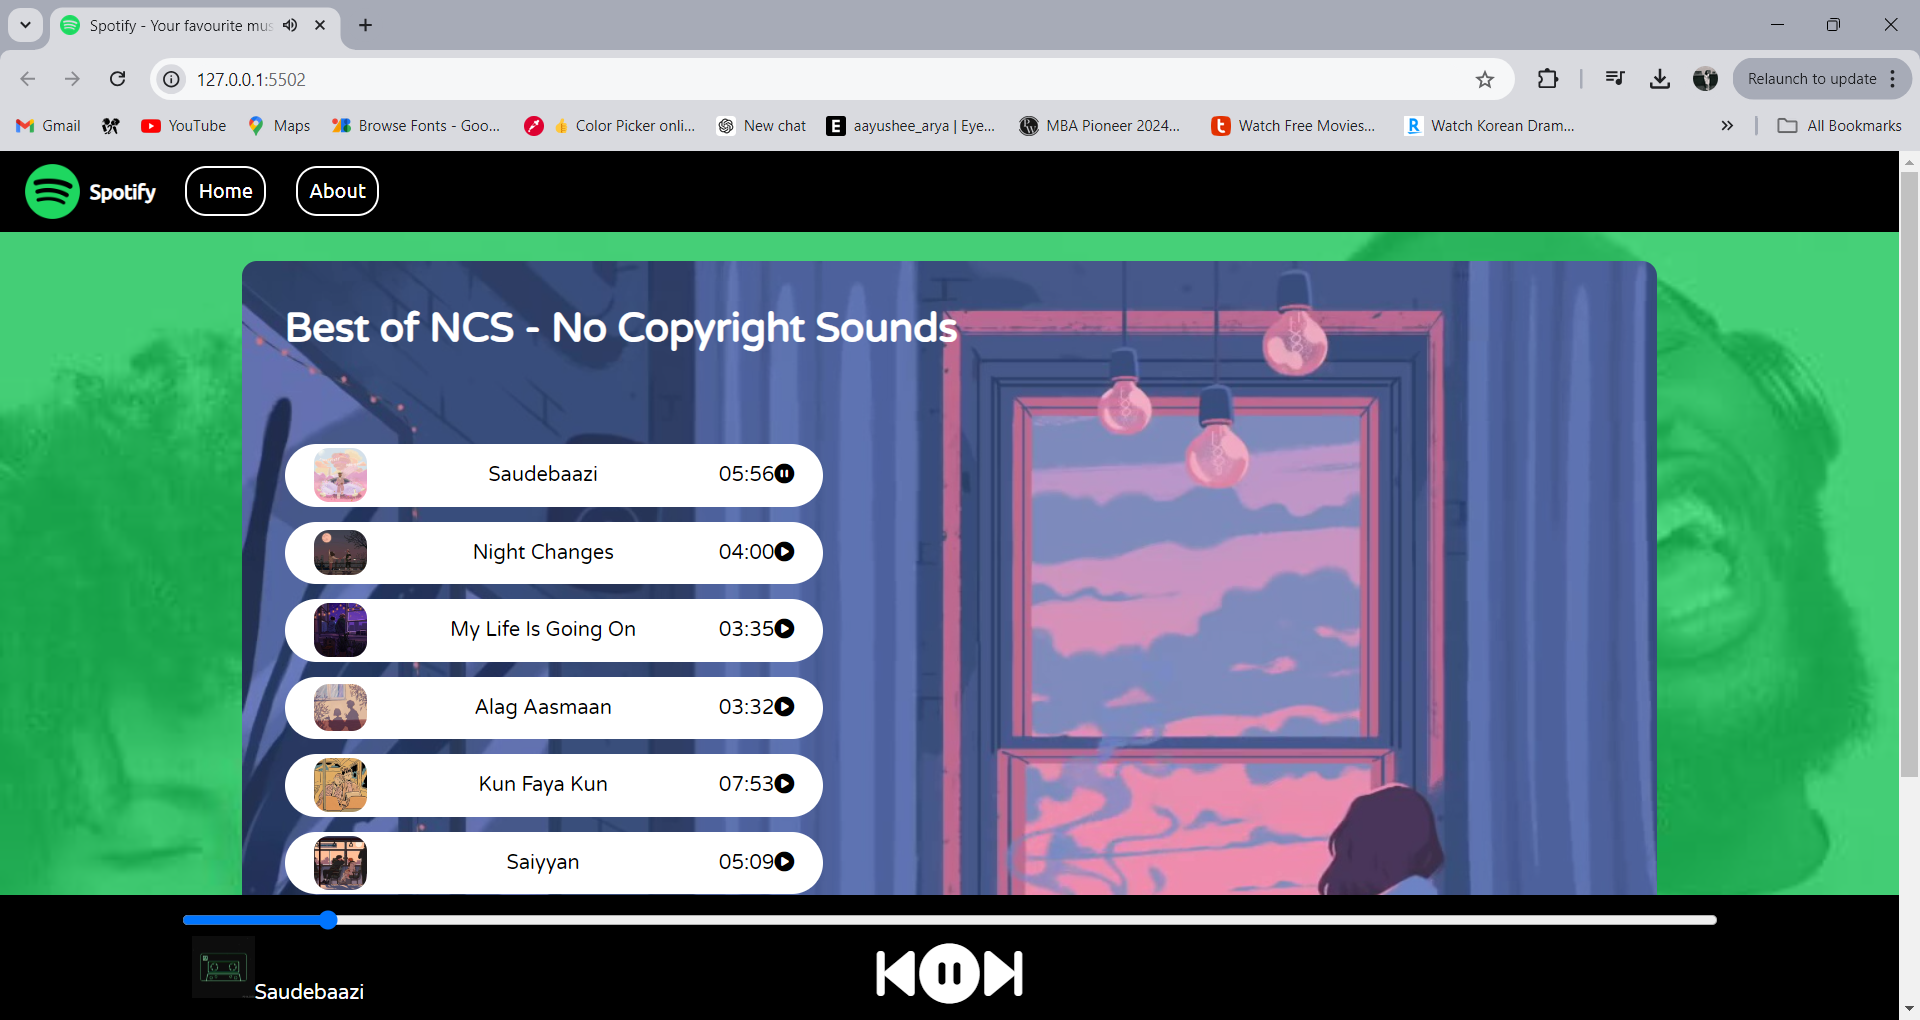 Spotify - Your favourite mus
127.0.0.1:5502
Relaunch to update
Gmail
YouTube
Maps
Browse Fonts - Goo...
Color Picker onli...
New chat
aayushee_arya | Eye...
MBA Pioneer 2024...
Watch Free Movies...
Watch Korean Dram...
All Bookmarks
Spotify
Home
About
Best of NCS - No Copyright Sounds
Saudebaazi 05:56
Night Changes 04:00
My Life Is Going On 03:35
Alag Aasmaan 03:32
Kun Faya Kun 07:53
Saiyyan 05:09
Saudebaazi